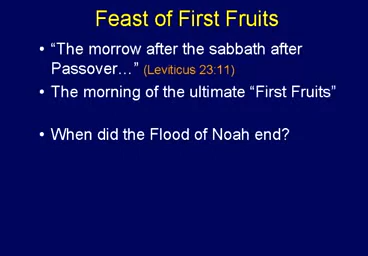 Feast of First Fruits
• “The morrow after the sabbath after
Passover…” (Leviticus 23:11)
• The morning of the ultimate “First Fruits”
• When did the Flood of Noah end?